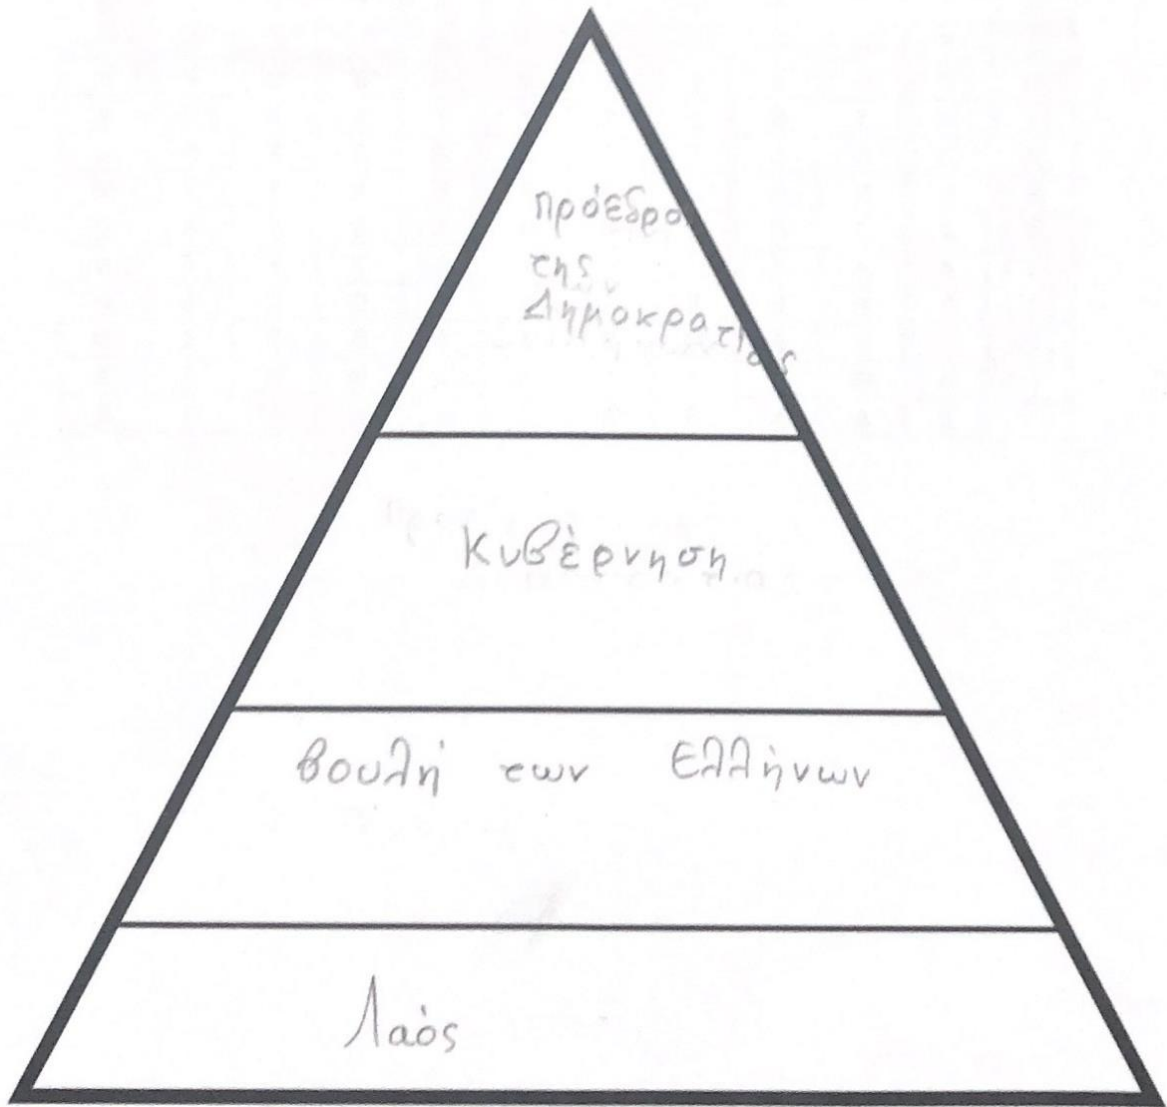 πρόεδρο
της
Δημοκρατίας
Κυβέρνηση
βουλή των Ελλήνων
Λαός